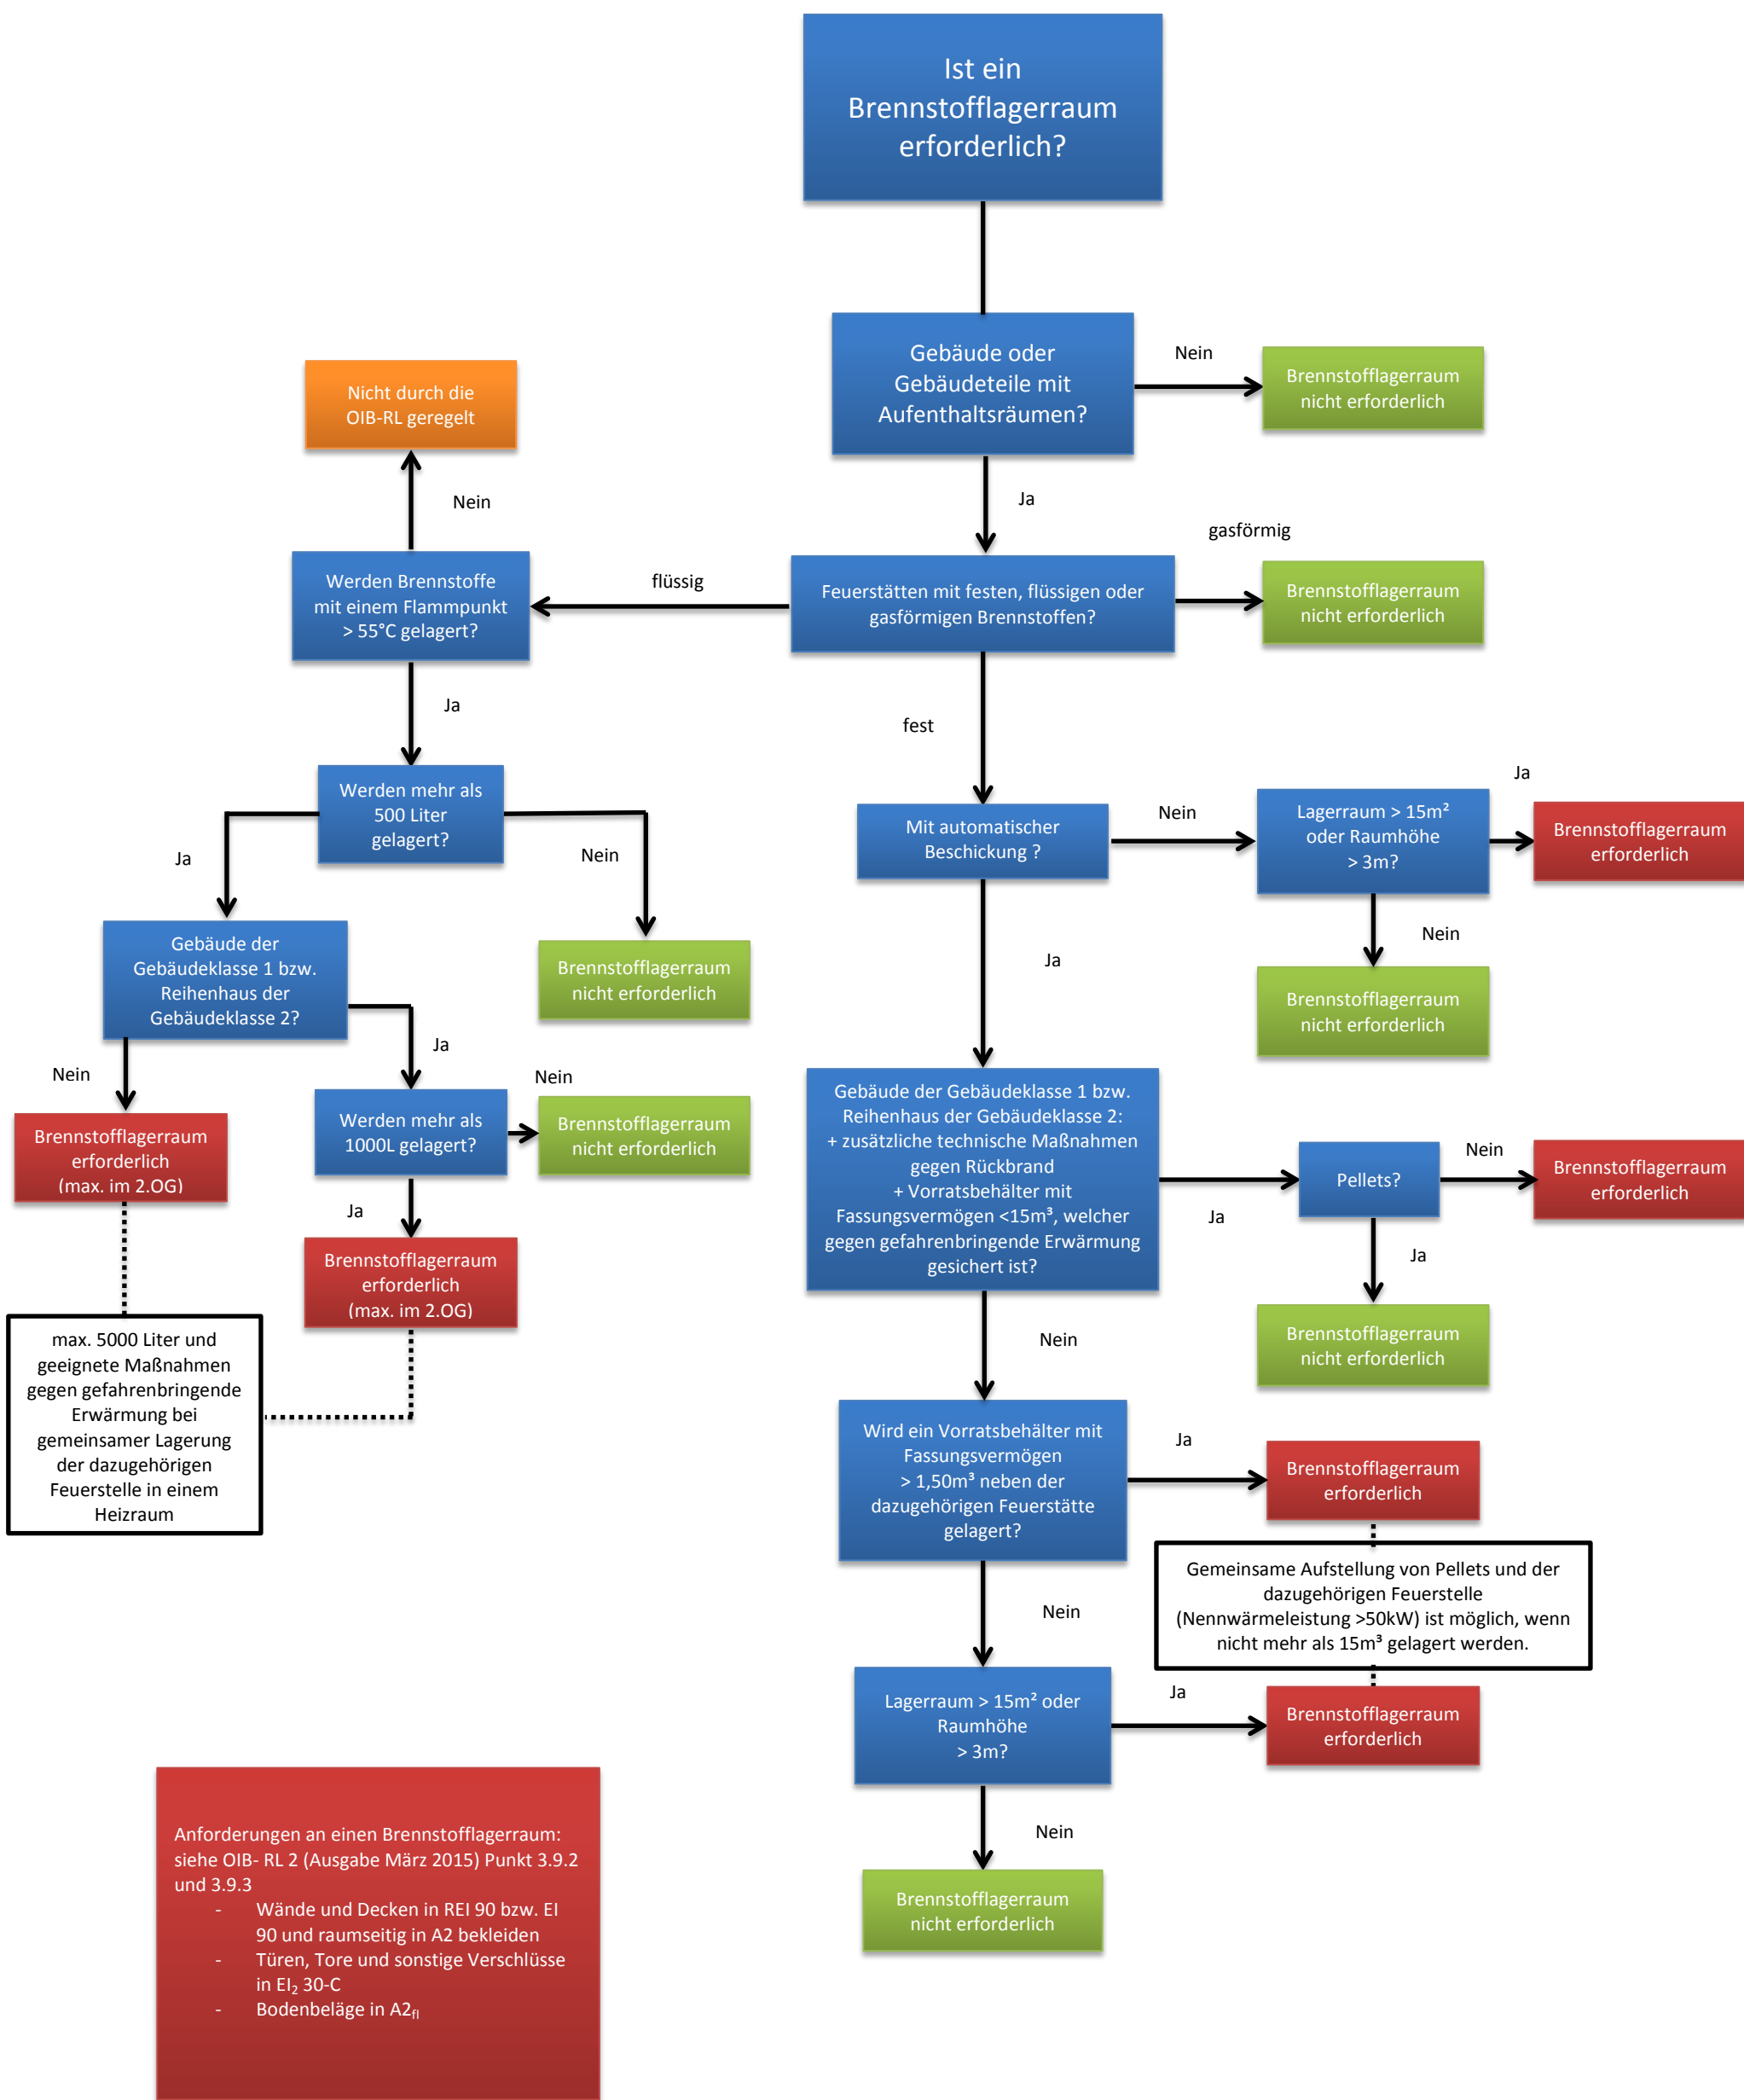 Ist ein
Brennstofflagerraum
erforderlich?
Gebäude oder
Gebäudeteile mit
Aufenthaltsräumen?
Nein
Brennstofflagerraum
nicht erforderlich
Nicht durch die
OIB-RL geregelt
Nein
Ja
gasförmig
Werden Brennstoffe
mit einem Flammpunkt
> 55°C gelagert?
flüssig
Feuerstätten mit festen, flüssigen oder
gasförmigen Brennstoffen?
Brennstofflagerraum
nicht erforderlich
Ja
fest
Werden mehr als
500 Liter
gelagert?
Ja
Nein
Mit automatischer
Beschickung ?
Nein
Lagerraum > 15m²
oder Raumhöhe
> 3m?
Ja
Brennstofflagerraum
erforderlich
Nein
Brennstofflagerraum
nicht erforderlich
Gebäude der
Gebäudeklasse 1 bzw.
Reihenhaus der
Gebäudeklasse 2?
Brennstofflagerraum
nicht erforderlich
Ja
Nein
Ja
Nein
Brennstofflagerraum
erforderlich
(max. im 2.OG)
Werden mehr als
1000L gelagert?
Brennstofflagerraum
nicht erforderlich
Ja
Brennstofflagerraum
erforderlich
(max. im 2.OG)
max. 5000 Liter und
geeignete Maßnahmen
gegen gefahrenbringende
Erwärmung bei
gemeinsamer Lagerung
der dazugehörigen
Feuerstelle in einem
Heizraum
Gebäude der Gebäudeklasse 1 bzw.
Reihenhaus der Gebäudeklasse 2:
+ zusätzliche technische Maßnahmen
gegen Rückbrand
+ Vorratsbehälter mit
Fassungsvermögen <15m³, welcher
gegen gefahrenbringende Erwärmung
gesichert ist?
Ja
Pellets?
Nein
Brennstofflagerraum
erforderlich
Ja
Brennstofflagerraum
nicht erforderlich
Nein
Wird ein Vorratsbehälter mit
Fassungsvermögen
> 1,50m³ neben der
dazugehörigen Feuerstätte
gelagert?
Ja
Brennstofflagerraum
erforderlich
Gemeinsame Aufstellung von Pellets und der
dazugehörigen Feuerstelle
(Nennwärmeleistung >50kW) ist möglich, wenn
nicht mehr als 15m³ gelagert werden.
Nein
Lagerraum > 15m² oder
Raumhöhe
> 3m?
Ja
Brennstofflagerraum
erforderlich
Nein
Brennstofflagerraum
nicht erforderlich
Anforderungen an einen Brennstofflagerraum:
siehe OIB- RL 2 (Ausgabe März 2015) Punkt 3.9.2
und 3.9.3
- Wände und Decken in REI 90 bzw. EI
90 und raumseitig in A2 bekleiden
- Türen, Tore und sonstige Verschlüsse
in EI₂ 30-C
- Bodenbeläge in A2fl